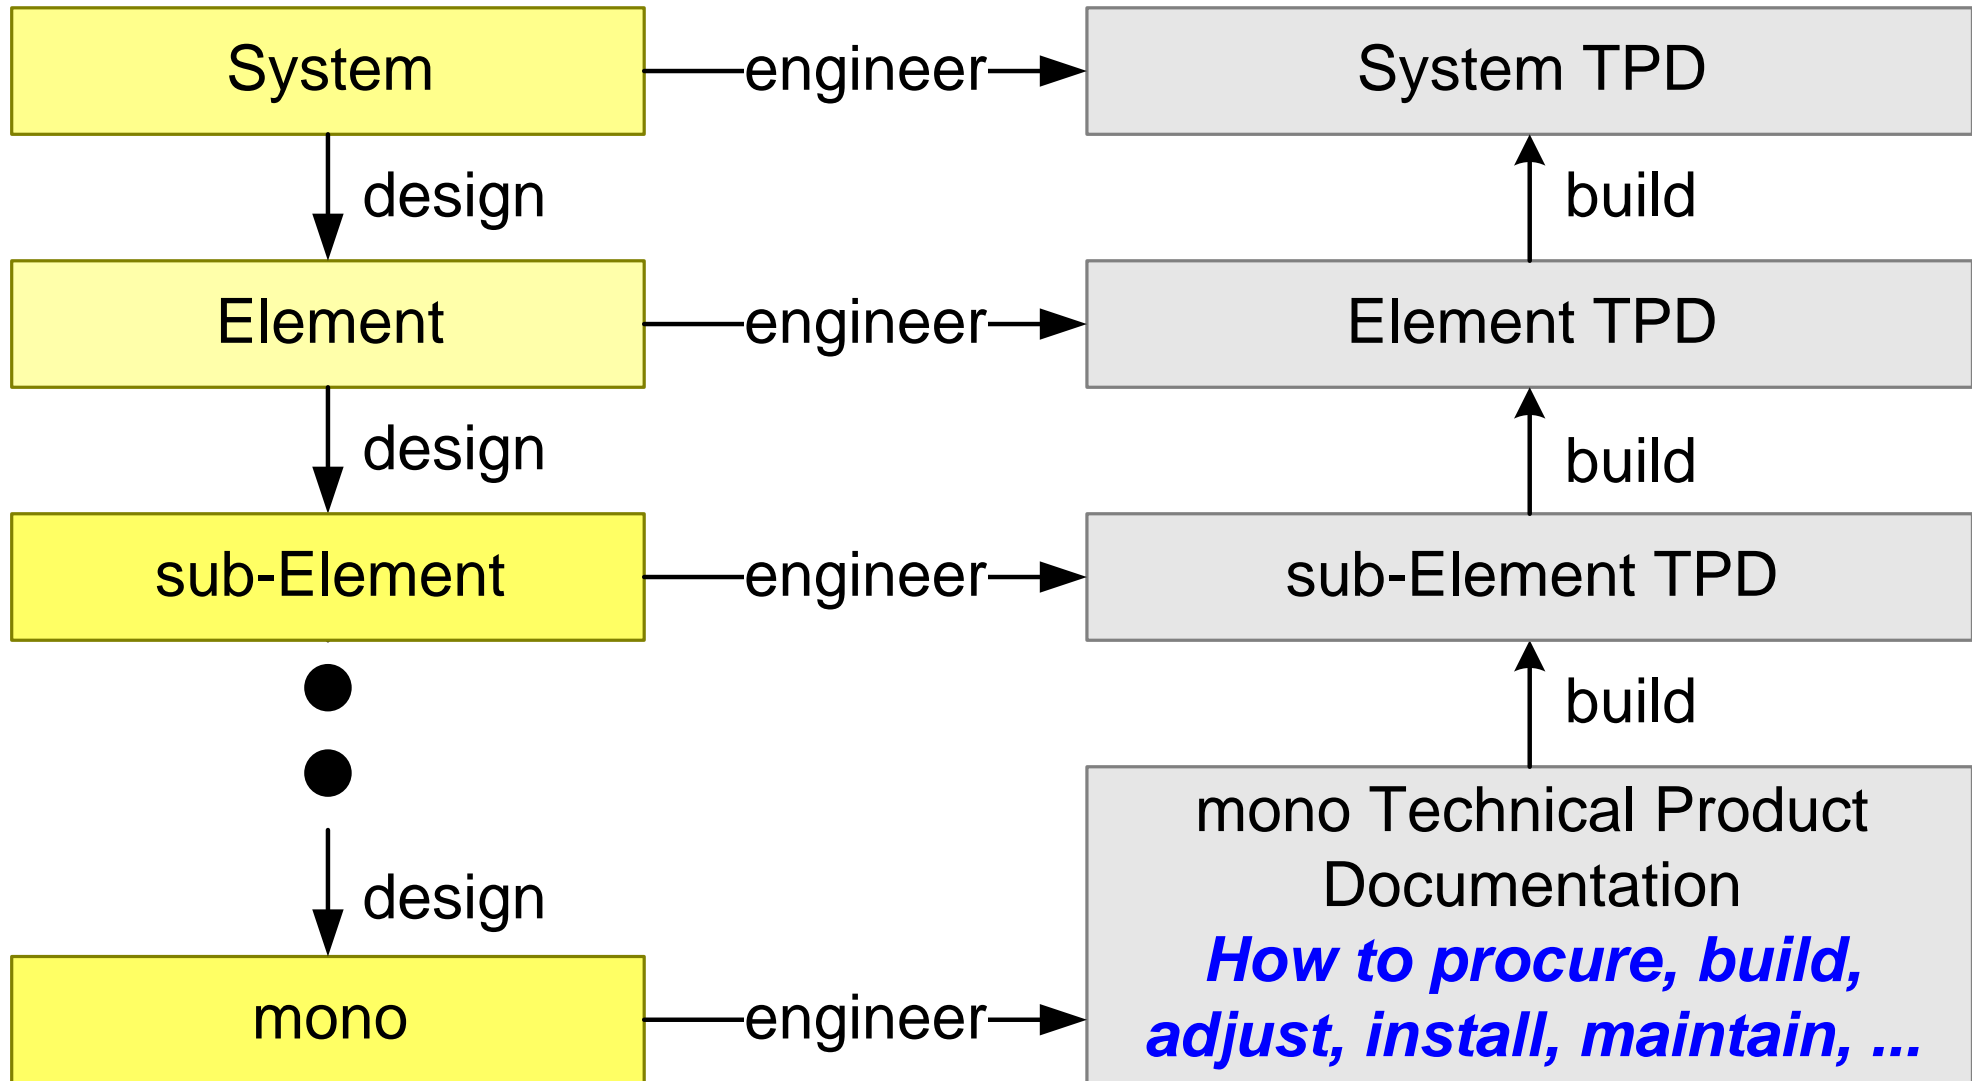 System
engineer
System TPD
design
build
Element
engineer
Element TPD
design
build
sub-Element
engineer
sub-Element TPD
build
design
mono
engineer
mono Technical Product
Documentation
How to procure, build,
adjust, install, maintain, ...